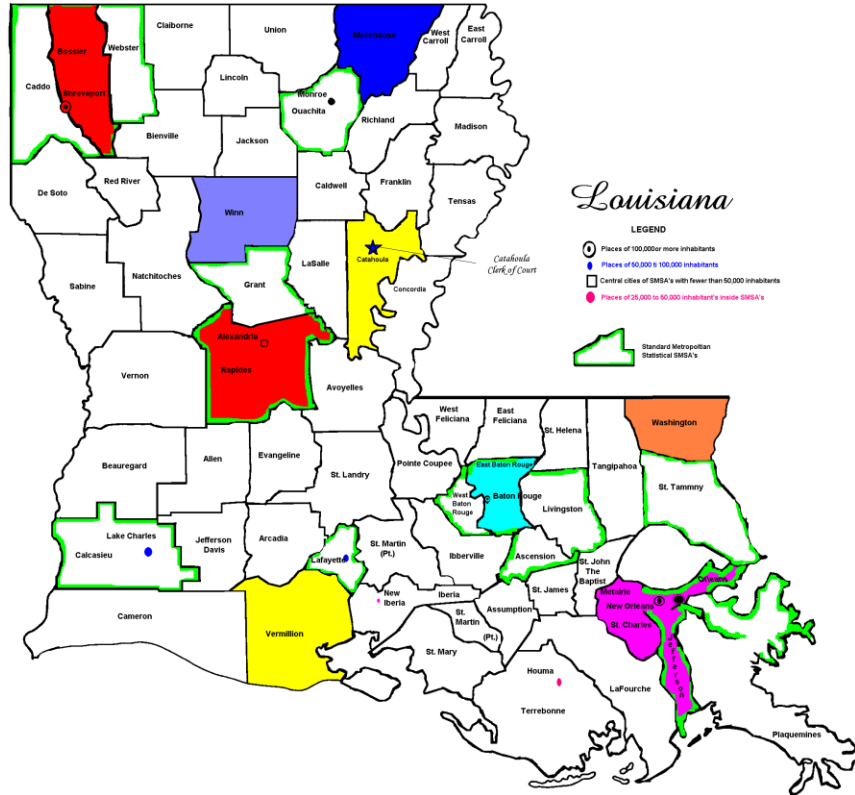 Claiborne
Union
Morehouse
West
Carroll
East
Carroll
Bossier
Webster
Lincoln
Caddo
Shreveport
Monroe
Ouachita
Richland
Madison
Bienville
Jackson
De Soto
Red River
Caldwell
Franklin
Tensas
Winn
Natchitoches
LaSalle
Catahoula
Sabine
Grant
Concordia
Catahoula
Clerk of Court
Louisiana
LEGEND
Places of 100,000or more inhabitants
Places of 50,000 ti 100,000 inhabitants
Central cities of SMSA's with fewer than 50,000 inhabitants
Places of 25,000 to 50,000 inhabitant's inside SMSA's
Standard Metropoltian
Statistical SMSA's
Alexandria
Rapides
Vernon
Avoyelles
West
Feliciana
East
Feliciana
St. Helena
Washington
Beauregard
Allen
Evangeline
St. Landry
Pointe Coupee
East Baton Rouge
Tangipahoa
St. Tammny
West
Baton
Rouge
Baton Rouge
Livingston
Lake Charles
Calcasieu
Jefferson
Davis
Arcadia
Lafayette
St. Martin
(Pt.)
Ibberville
Ascension
St. John
The
Baptist
Orleans
Cameron
New
Iberia
Iberia
Assumption
St. James
Metairie
New Orleans
St. Charles
Vermillion
St.
Martin
(Pt.)
St. Mary
Jefferson
Houma
Terrebonne
LaFourche
Plaquemines